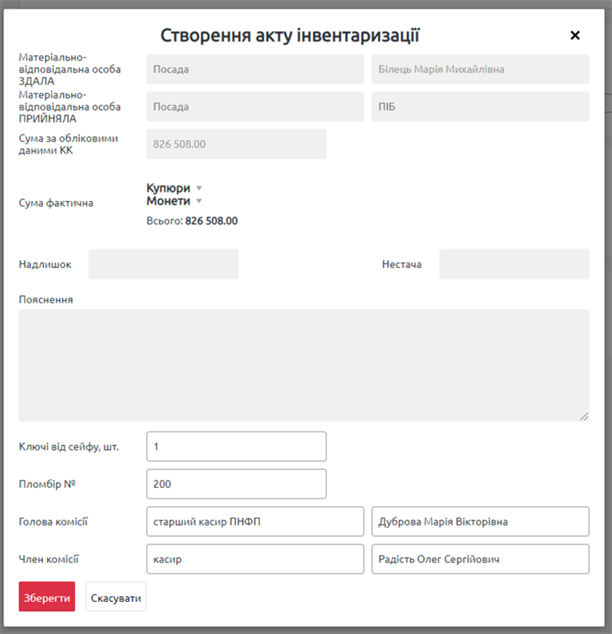 Створення акту інвентаризації
Матеріально-
відповідальна особа
ЗДАЛА
Посада
Білець Марія Михайлівна
Матеріально-
відповідальна особа
ПРИЙНЯЛА
Посада
ПІБ
Сума за обліковими
даними КК
826 508.00
Сума фактична
Купюри
Монети
Всього: 826 508.00
Надлишок
Нестача
Пояснення
Ключі від сейфу, шт.
1
Пломбір №
200
Голова комісії
старший касир ПНФП
Дуброва Марія Вікторівна
Член комісії
касир
Радість Олег Сергійович
Зберегти
Скасувати